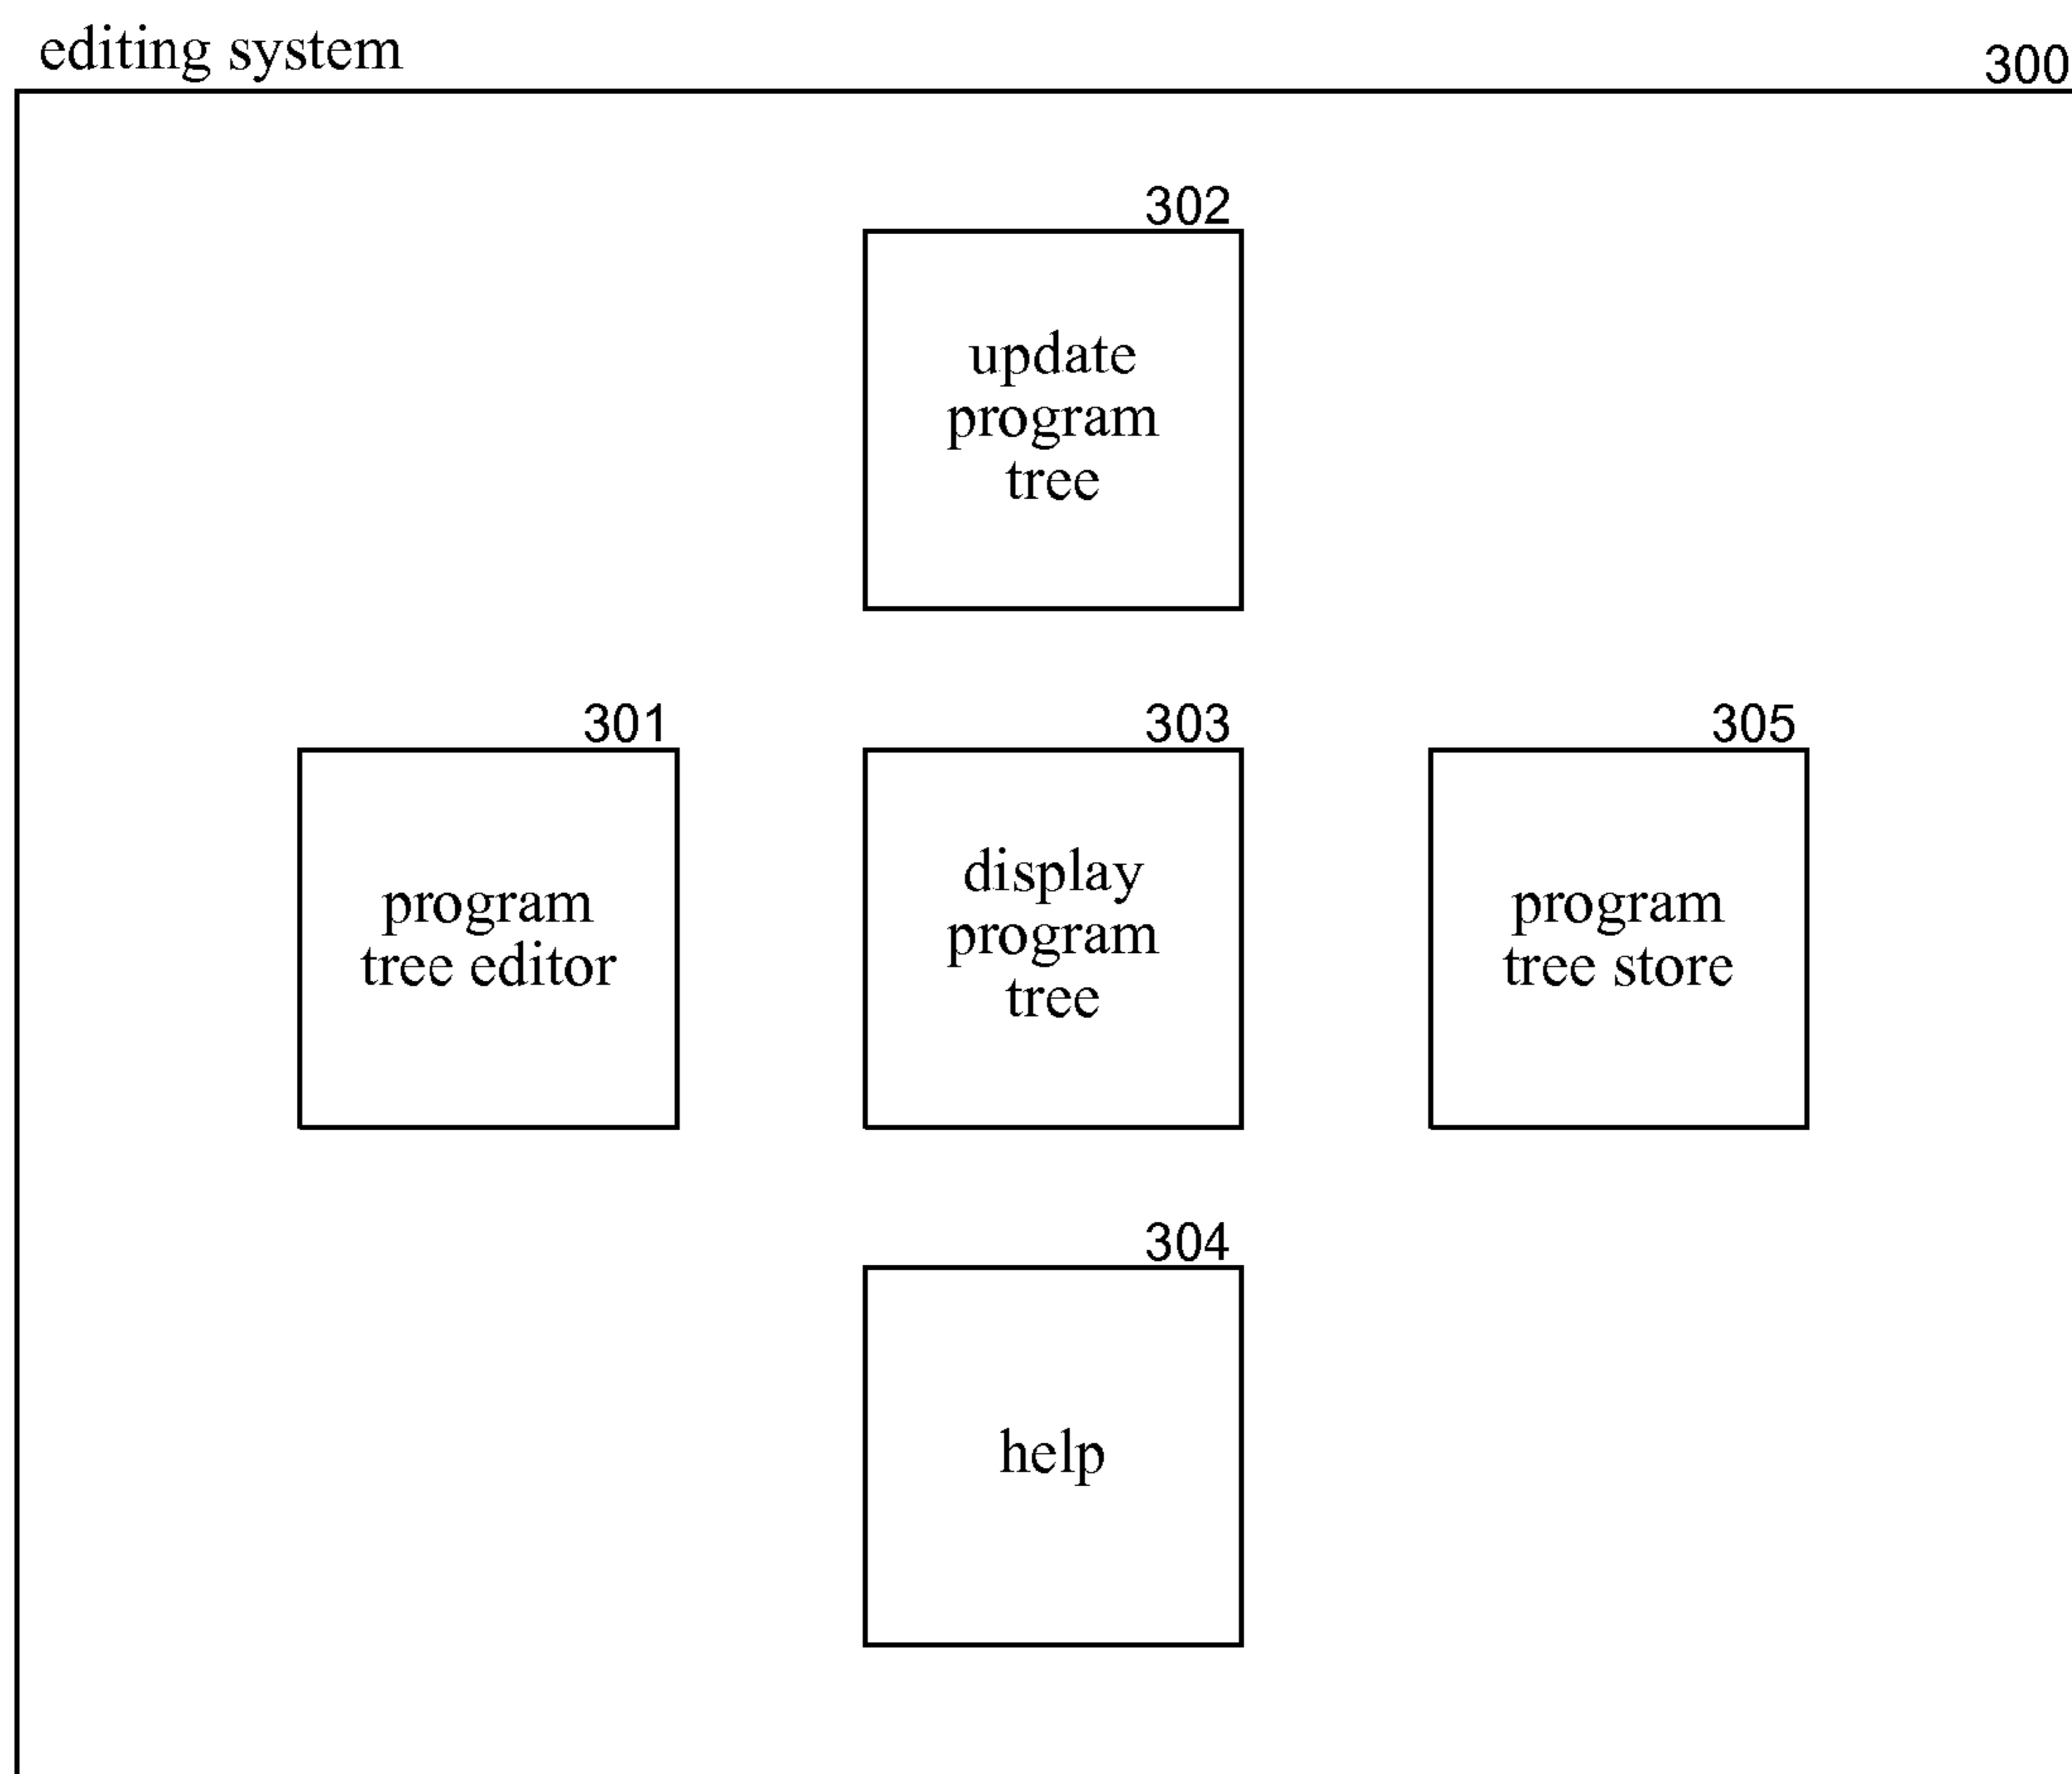 editing system
300
302
update
program
tree
301
program
tree editor
303
display
program
tree
305
program
tree store
304
help